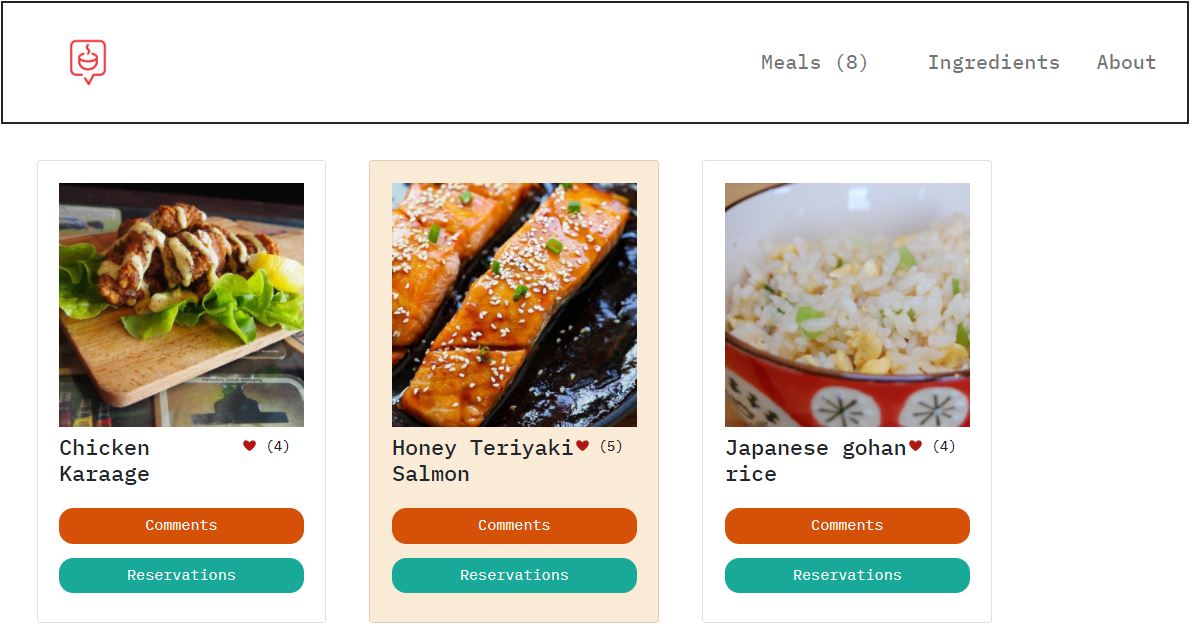 Meals (8) Ingredients About
Chicken Karaage (4)
Honey Teriyaki Salmon (5)
Japanese gohan rice (4)
Comments Comments Comments
Reservations Reservations Reservations